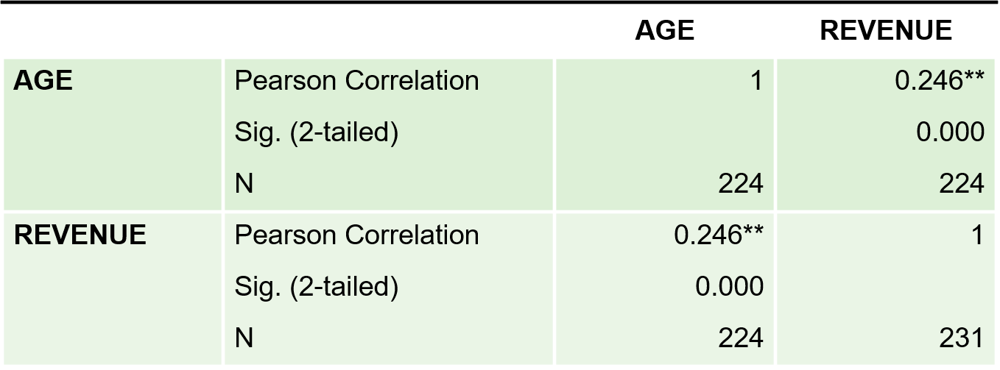 AGE REVENUE
AGE Pearson Correlation 1 0.246**
Sig. (2-tailed) 0.000
N 224 224
REVENUE Pearson Correlation 0.246** 1
Sig. (2-tailed) 0.000
N 224 231